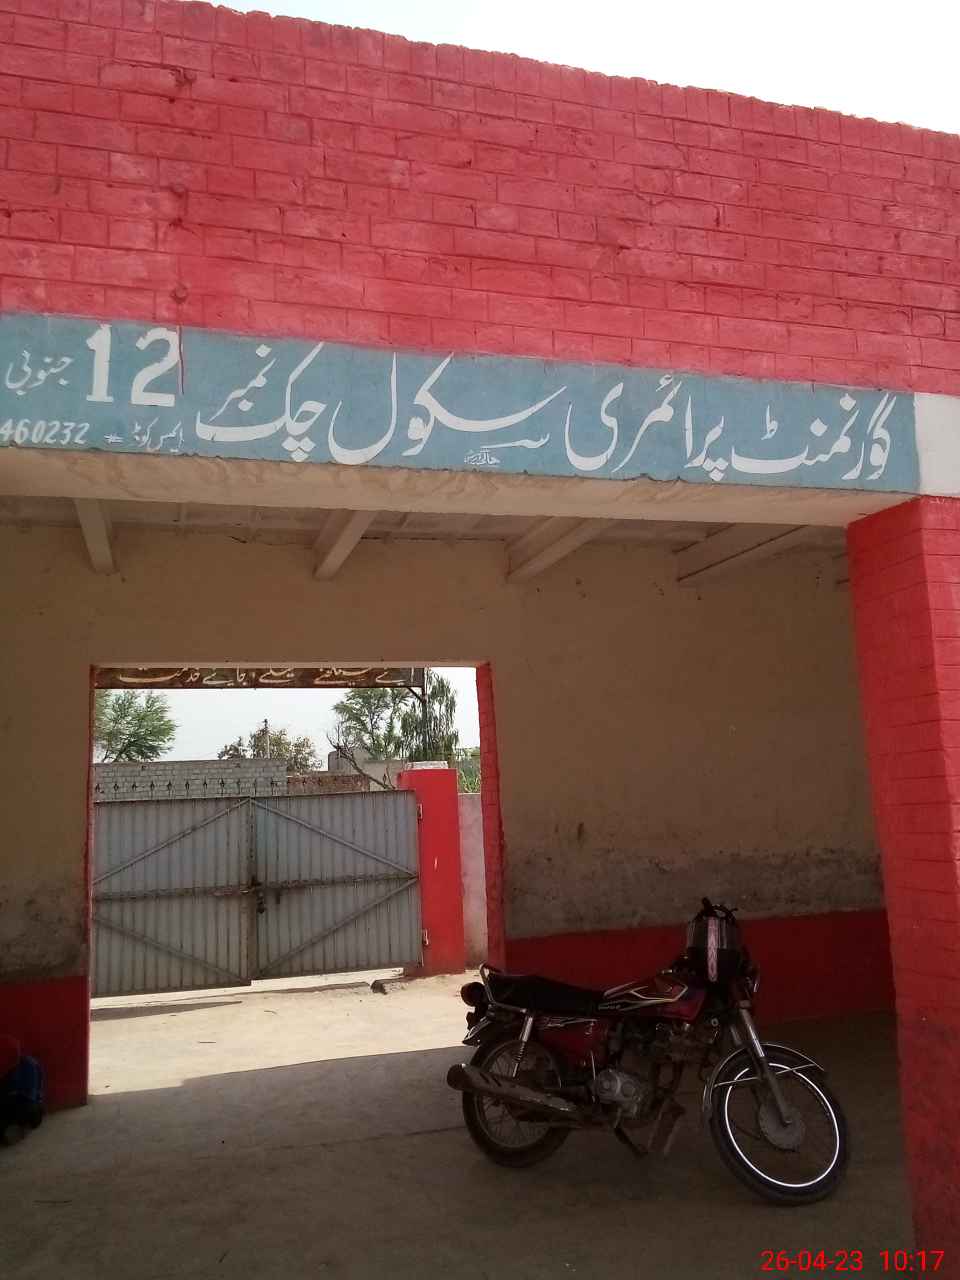 گورنمنٹ پرائمری سکول چک نمبر 12 جنوبی
ایمس کوڈ # 460232
26-04-23 10:17